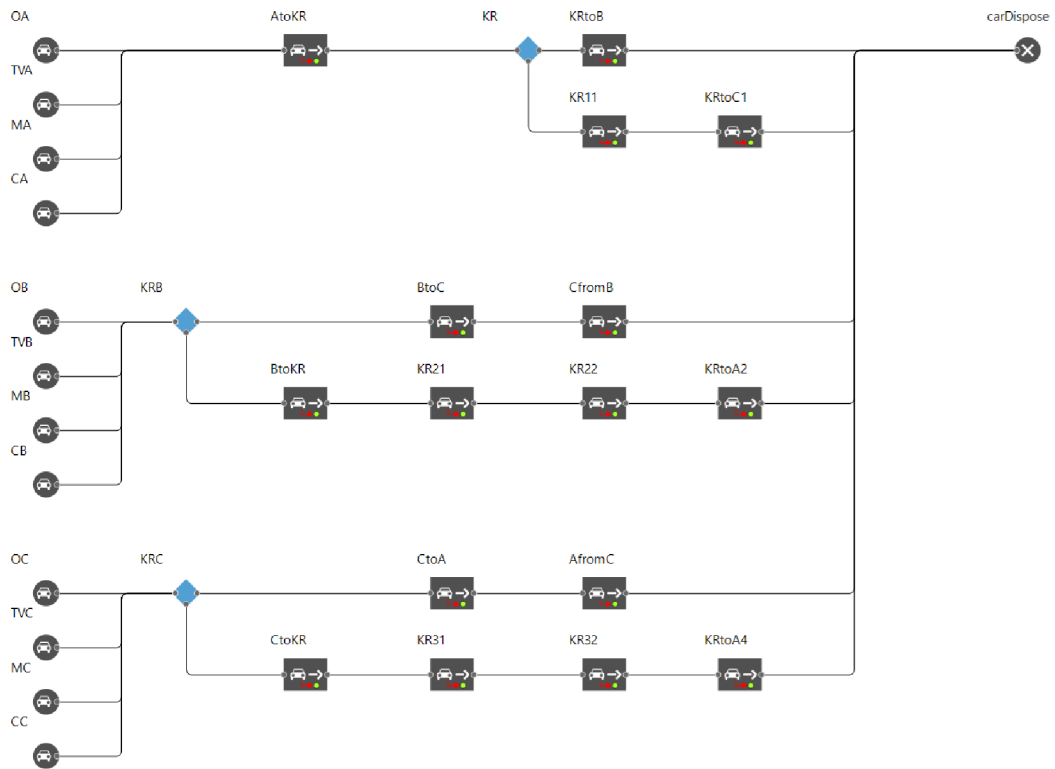 OA AtoKR KR KRtoB carDispose
TVA
MA KR11 KRtoC1
CA
OB KRB BtoC CfromB
TVB
BtoKR KR21 KR22 KRtoA2
MB
CB
OC KRC CtoA AfromC
TVC
CtoKR KR31 KR32 KRtoA4
MC
CC